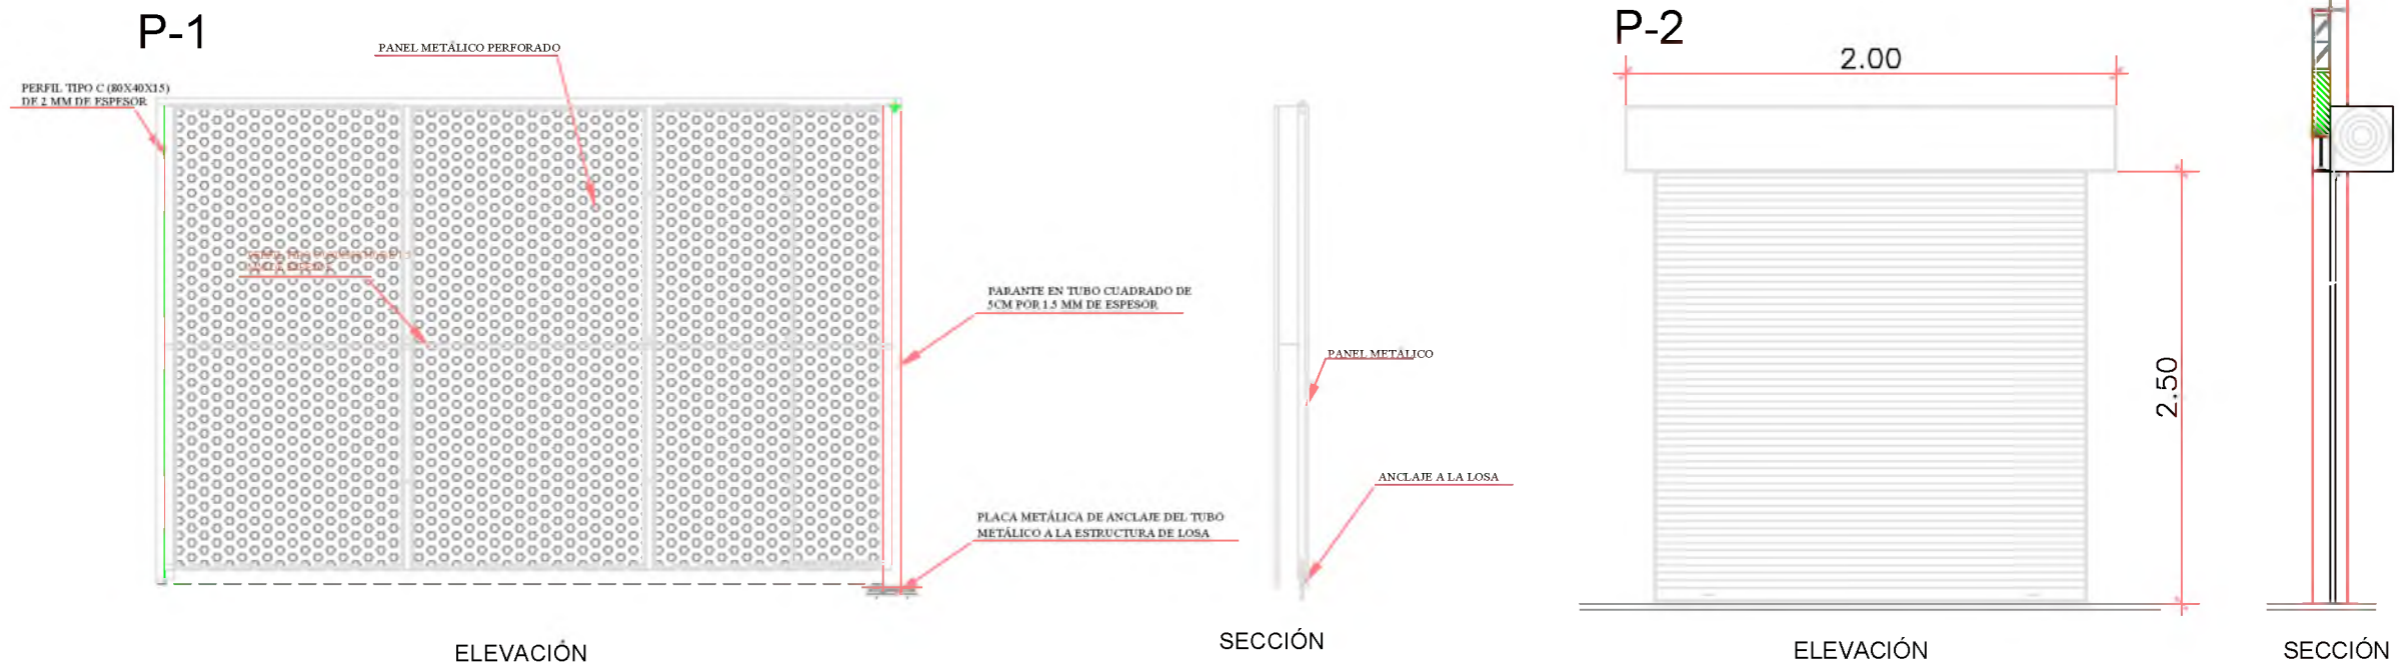 P-1
PANEL METÁLICO PERFORADO
PERFIL TIPO C (80X40X15)
DE 2 MM DE ESPESOR
PARANTE EN TUBO CUADRADO DE
5CM POR 1.5 MM DE ESPESOR
PLACA METÁLICA DE ANCLAJE DEL TUBO
METÁLICO A LA ESTRUCTURA DE LOSA
ELEVACIÓN
PANEL METÁLICO
ANCLAJE A LA LOSA
SECCIÓN
P-2
2.00
2.50
ELEVACIÓN
SECCIÓN